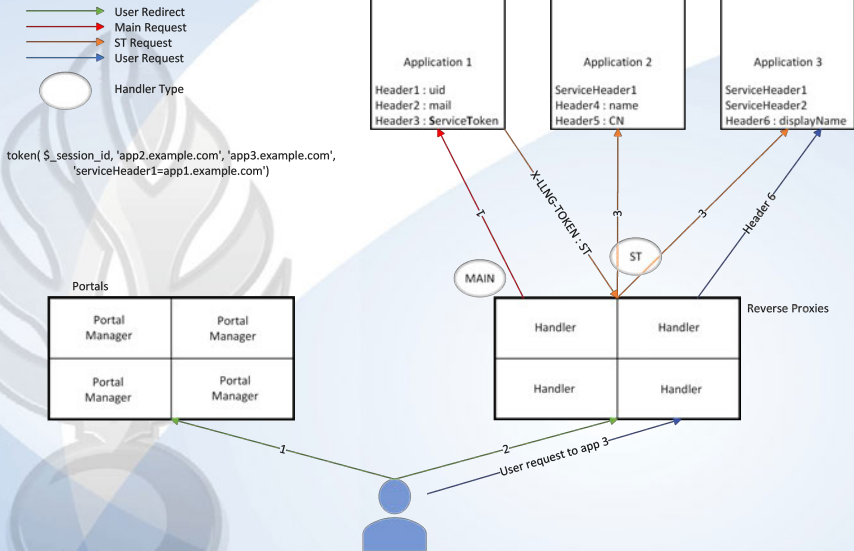 User Redirect
Main Request
ST Request
User Request
Handler Type
token( $_session_id, 'app2.example.com', 'app3.example.com',
'serviceHeader1=app1.example.com')
Application 1
Header1 : uid
Header2 : mail
Header3 : ServiceToken
Application 2
ServiceHeader1
Header4 : name
Header5 : CN
Application 3
ServiceHeader1
ServiceHeader2
Header6 : displayName
1
X-LLNG-TOKEN : ST
3
3
Header 6
MAIN
ST
Portals
Portal
Manager
Portal
Manager
Portal
Manager
Portal
Manager
Reverse Proxies
Handler
Handler
Handler
Handler
1
2
User request to app 3